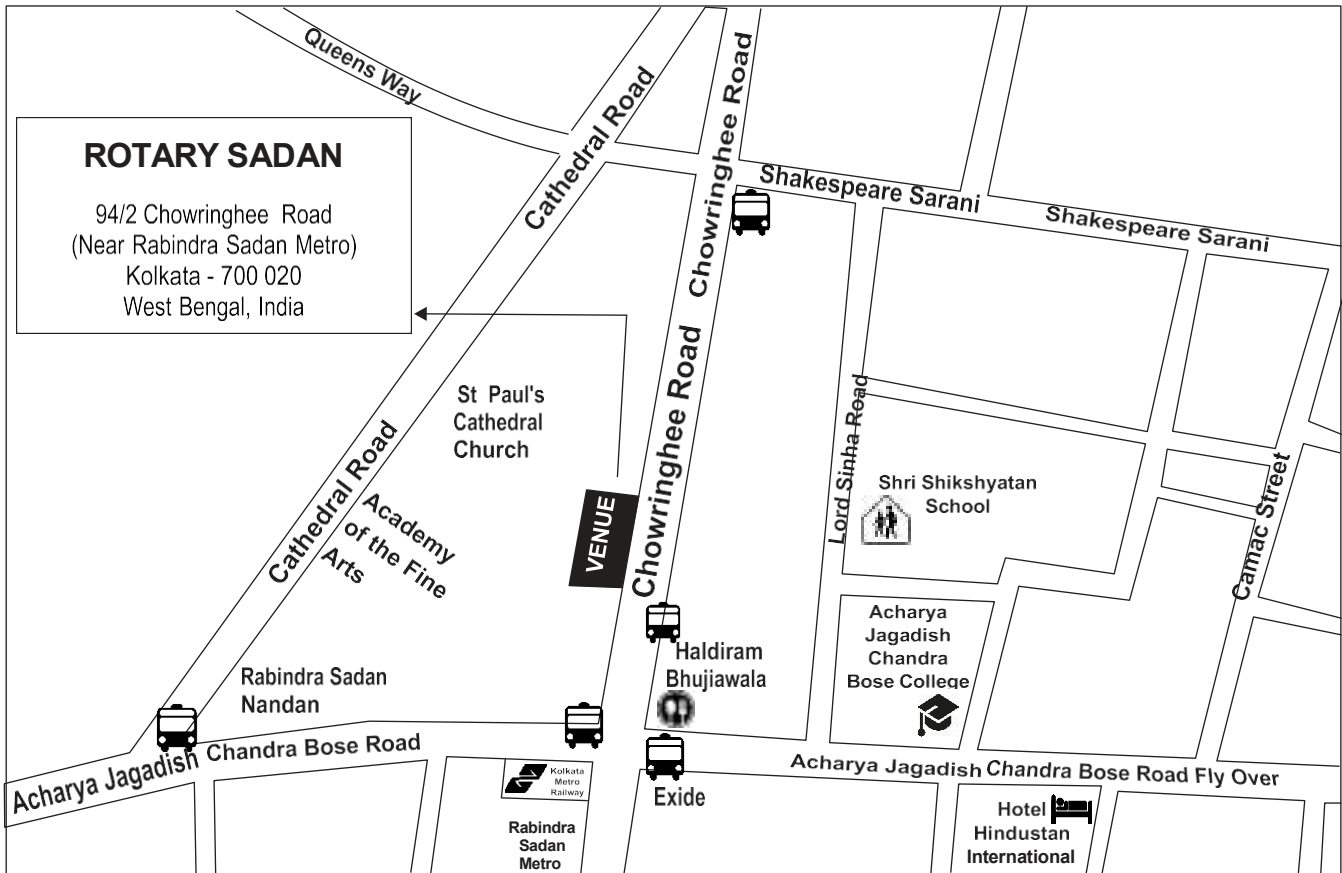 Queens Way
Cathedral Road
Chowringhee Road
ROTARY SADAN
94/2 Chowringhee Road
(Near Rabindra Sadan Metro)
Kolkata - 700 020
West Bengal, India
Shakespeare Sarani
Shakespeare Sarani
Chowringhee Road
St Paul's
Cathedral
Church
Chowringhee Road
Lord Sinha Road
Cathedral Road
Academy
of the Fine
Arts
VENUE
Shri Shikshyatan
School
Camac Street
Acharya
Jagadish
Chandra
Bose College
Haldiram
Bhujiawala
Rabindra Sadan
Nandan
Acharya Jagadish Chandra Bose Road
Acharya Jagadish Chandra Bose Road Fly Over
Kolkata
Metro
Railway
Exide
Rabindra
Sadan
Metro
Hotel
Hindustan
International